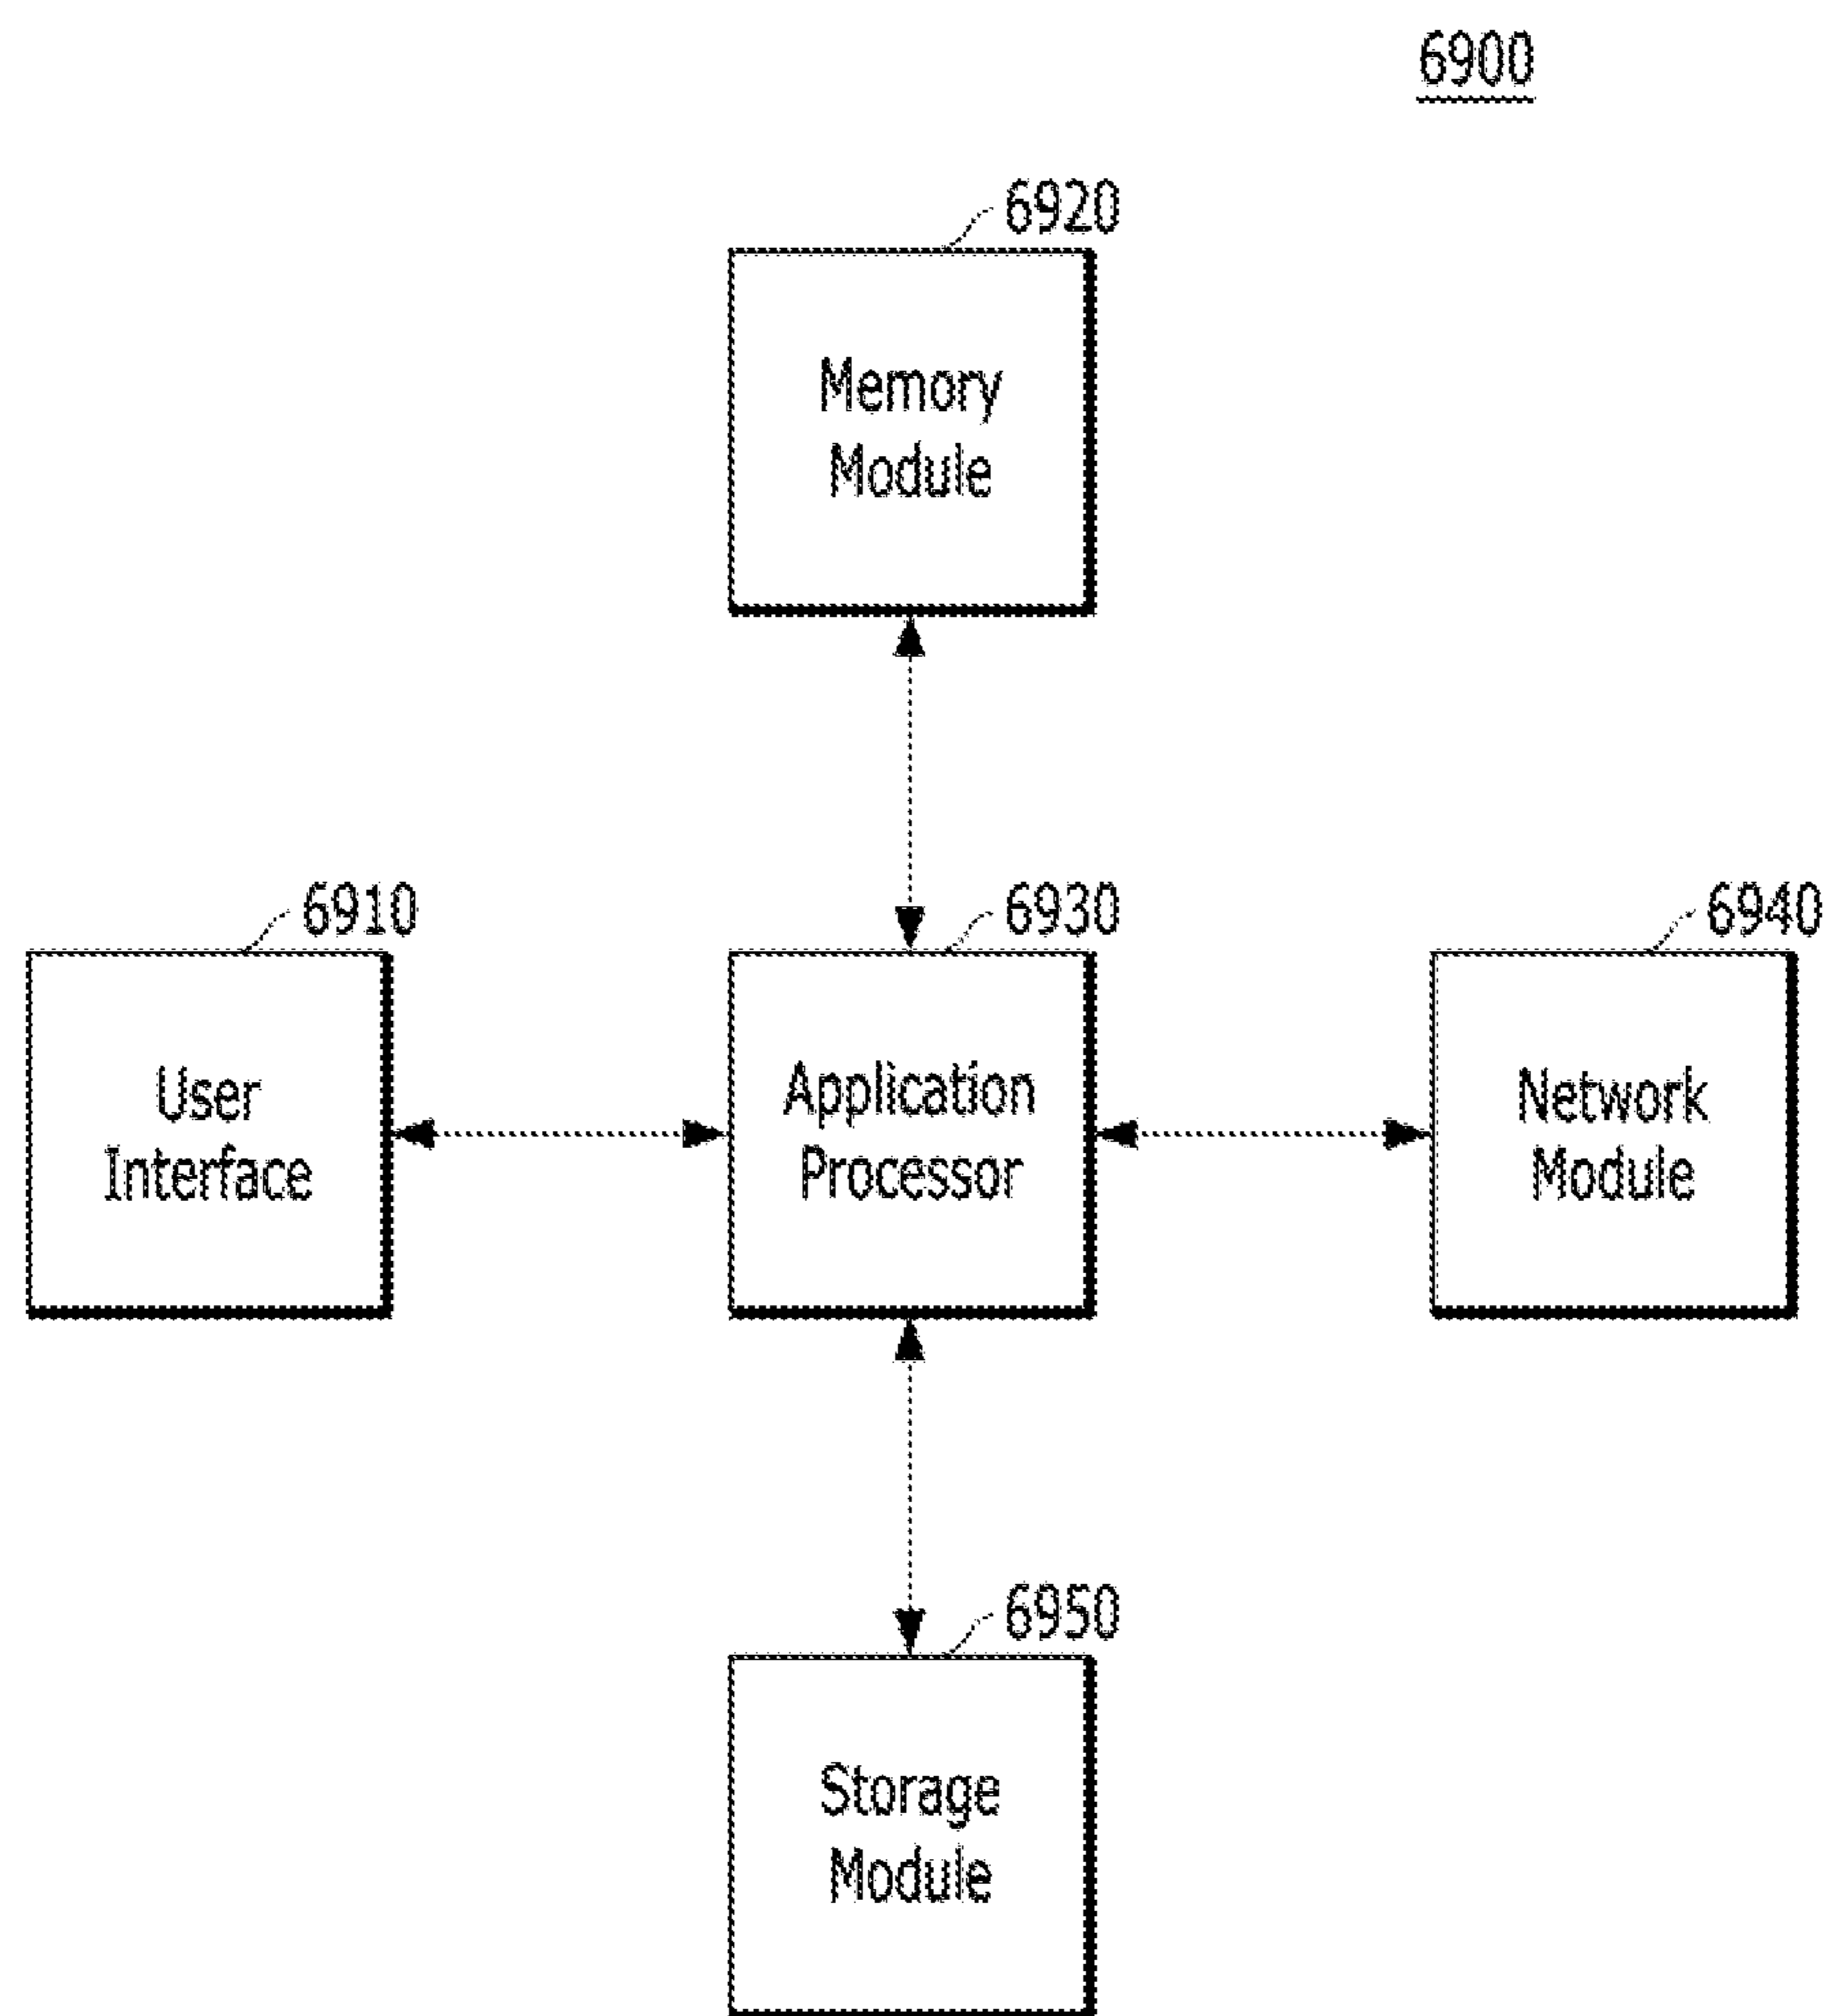 6900
6920
Memory
Module
6910
6930
6940
User
Interface
Application
Processor
Network
Module
6950
Storage
Module